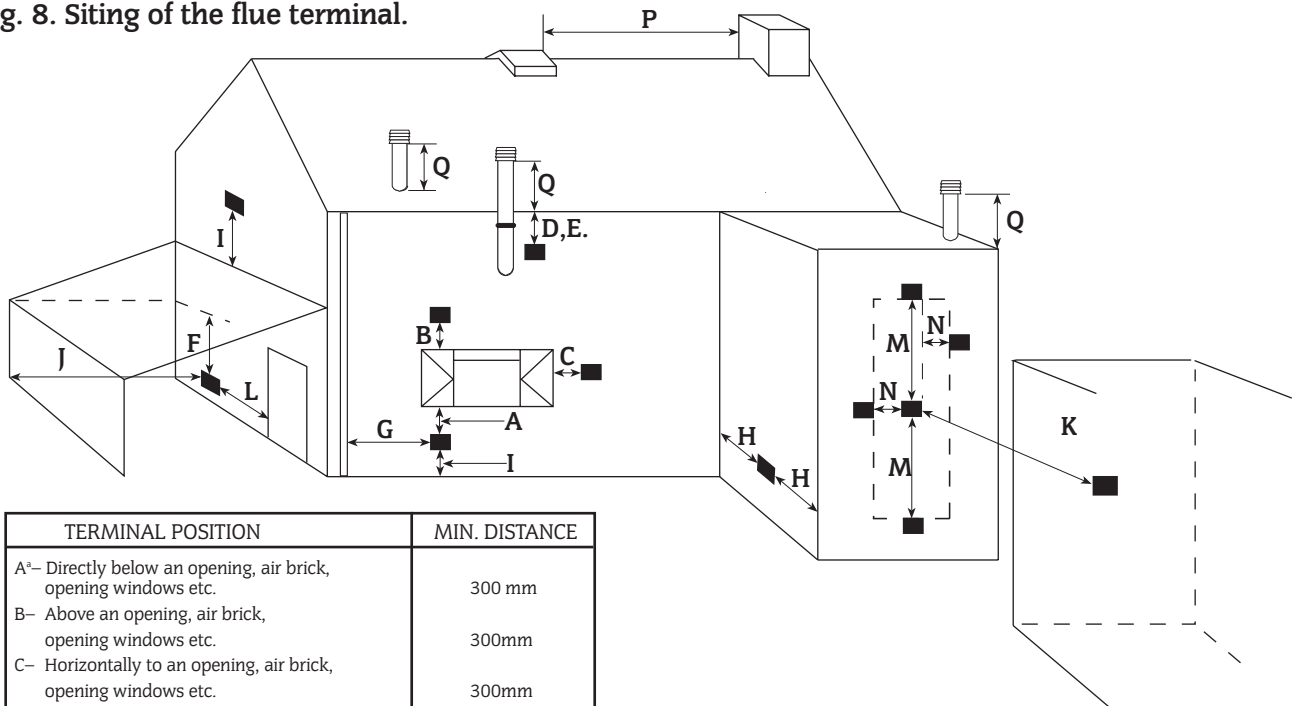 g. 8. Siting of the flue terminal.
P
Q
Q
Q
D,E.
I
F
J
L
B
C
A
G
I
H
H
M
N
N
M
K
TERMINAL POSITION MIN. DISTANCE
Aᵃ– Directly below an opening, air brick,
opening windows etc. 300 mm
B– Above an opening, air brick,
opening windows etc. 300mm
C– Horizontally to an opening, air brick,
opening windows etc. 300mm